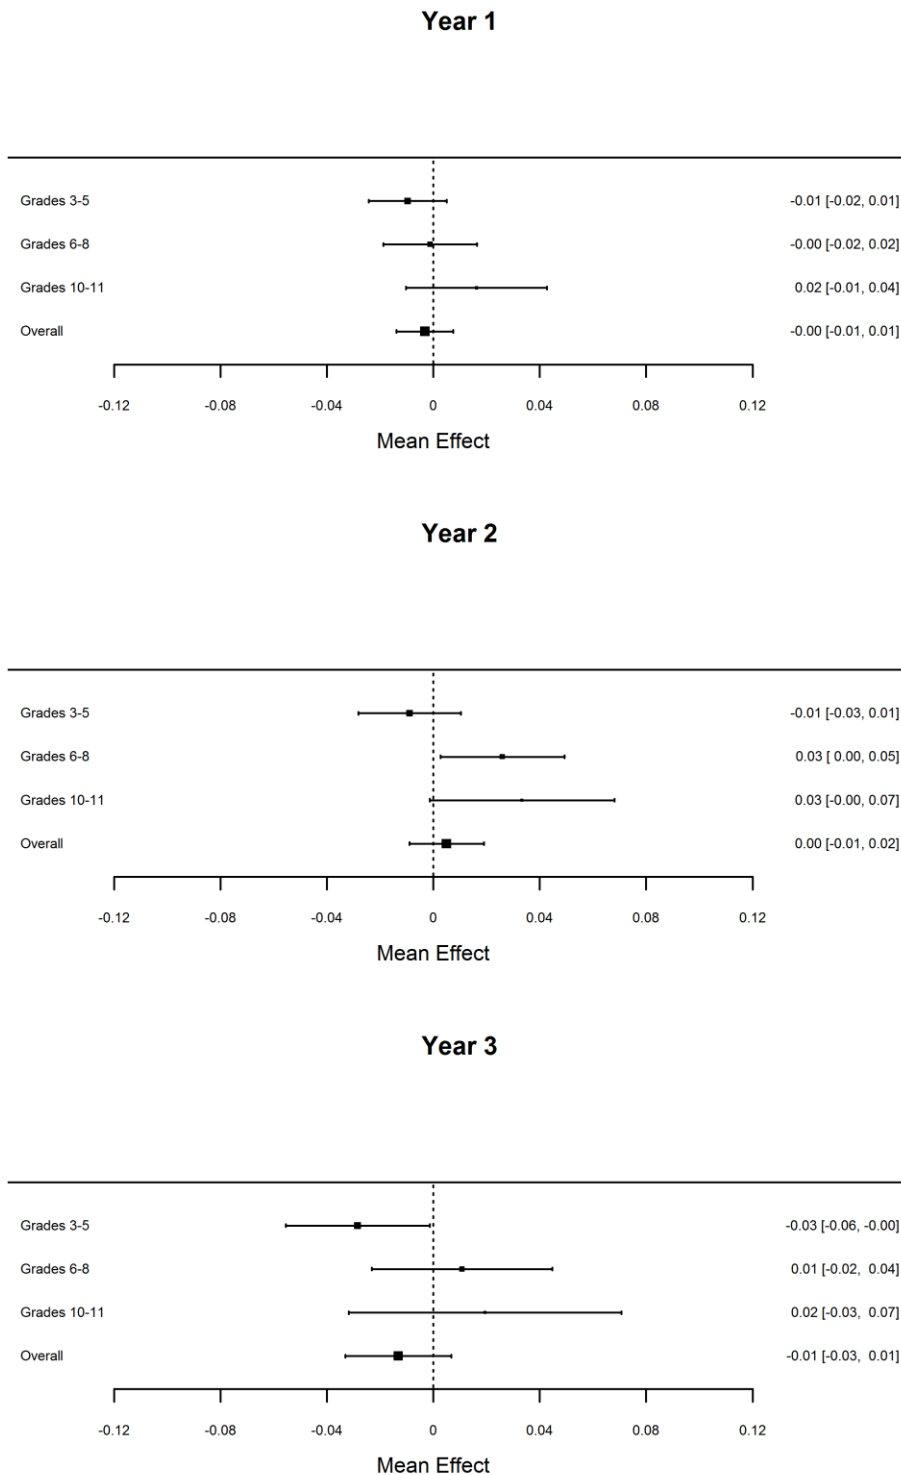 Year 1
Grades 3-5 -0.01 [-0.02, 0.01]
Grades 6-8 -0.00 [-0.02, 0.02]
Grades 10-11 0.02 [-0.01, 0.04]
Overall -0.00 [-0.01, 0.01]
-0.12 -0.08 -0.04 0 0.04 0.08 0.12
Mean Effect
Year 2
Grades 3-5 -0.01 [-0.03, 0.01]
Grades 6-8 0.03 [ 0.00, 0.05]
Grades 10-11 0.03 [-0.00, 0.07]
Overall 0.00 [-0.01, 0.02]
-0.12 -0.08 -0.04 0 0.04 0.08 0.12
Mean Effect
Year 3
Grades 3-5 -0.03 [-0.06, -0.00]
Grades 6-8 0.01 [-0.02,  0.04]
Grades 10-11 0.02 [-0.03,  0.07]
Overall -0.01 [-0.03,  0.01]
-0.12 -0.08 -0.04 0 0.04 0.08 0.12
Mean Effect